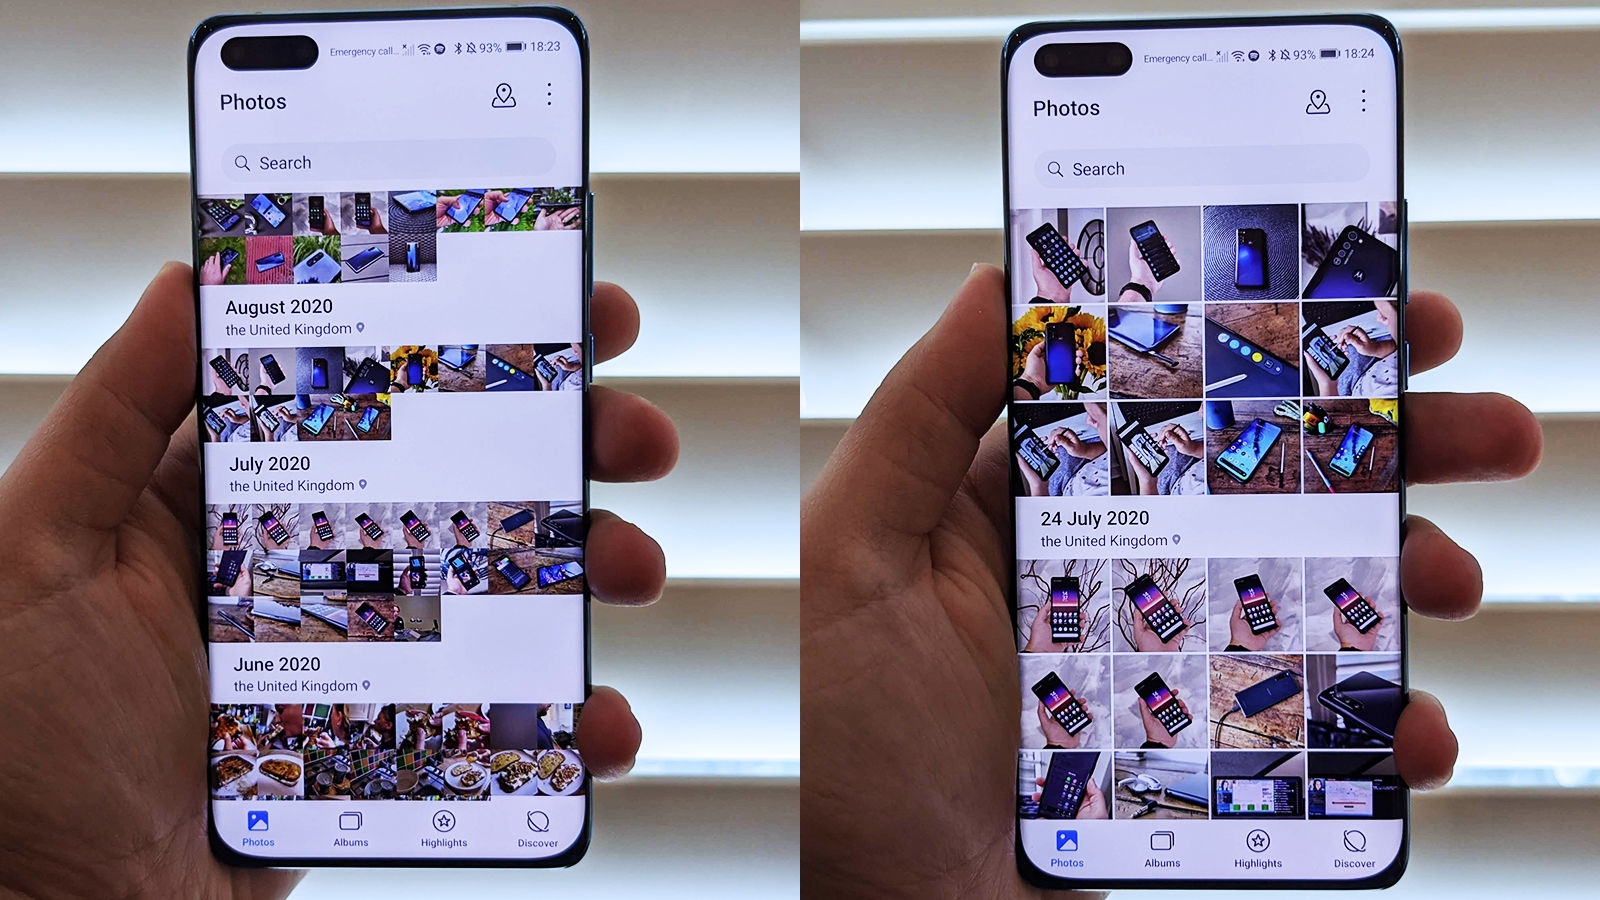 Emergency call... 93% 18:23
Photos
Search
August 2020
the United Kingdom
July 2020
the United Kingdom
June 2020
the United Kingdom
Photos Albums Highlights Discover
Emergency call... 93% 18:24
Photos
Search
24 July 2020
the United Kingdom
Photos Albums Highlights Discover